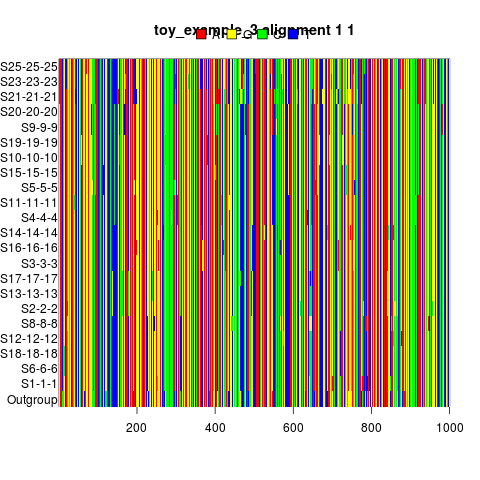 toy_example_3 alignment 1 1
A G C T
S25-25-25
S23-23-23
S21-21-21
S20-20-20
S9-9-9
S19-19-19
S10-10-10
S15-15-15
S5-5-5
S11-11-11
S4-4-4
S14-14-14
S16-16-16
S3-3-3
S17-17-17
S13-13-13
S2-2-2
S8-8-8
S12-12-12
S18-18-18
S6-6-6
S1-1-1
Outgroup
200 400 600 800 1000